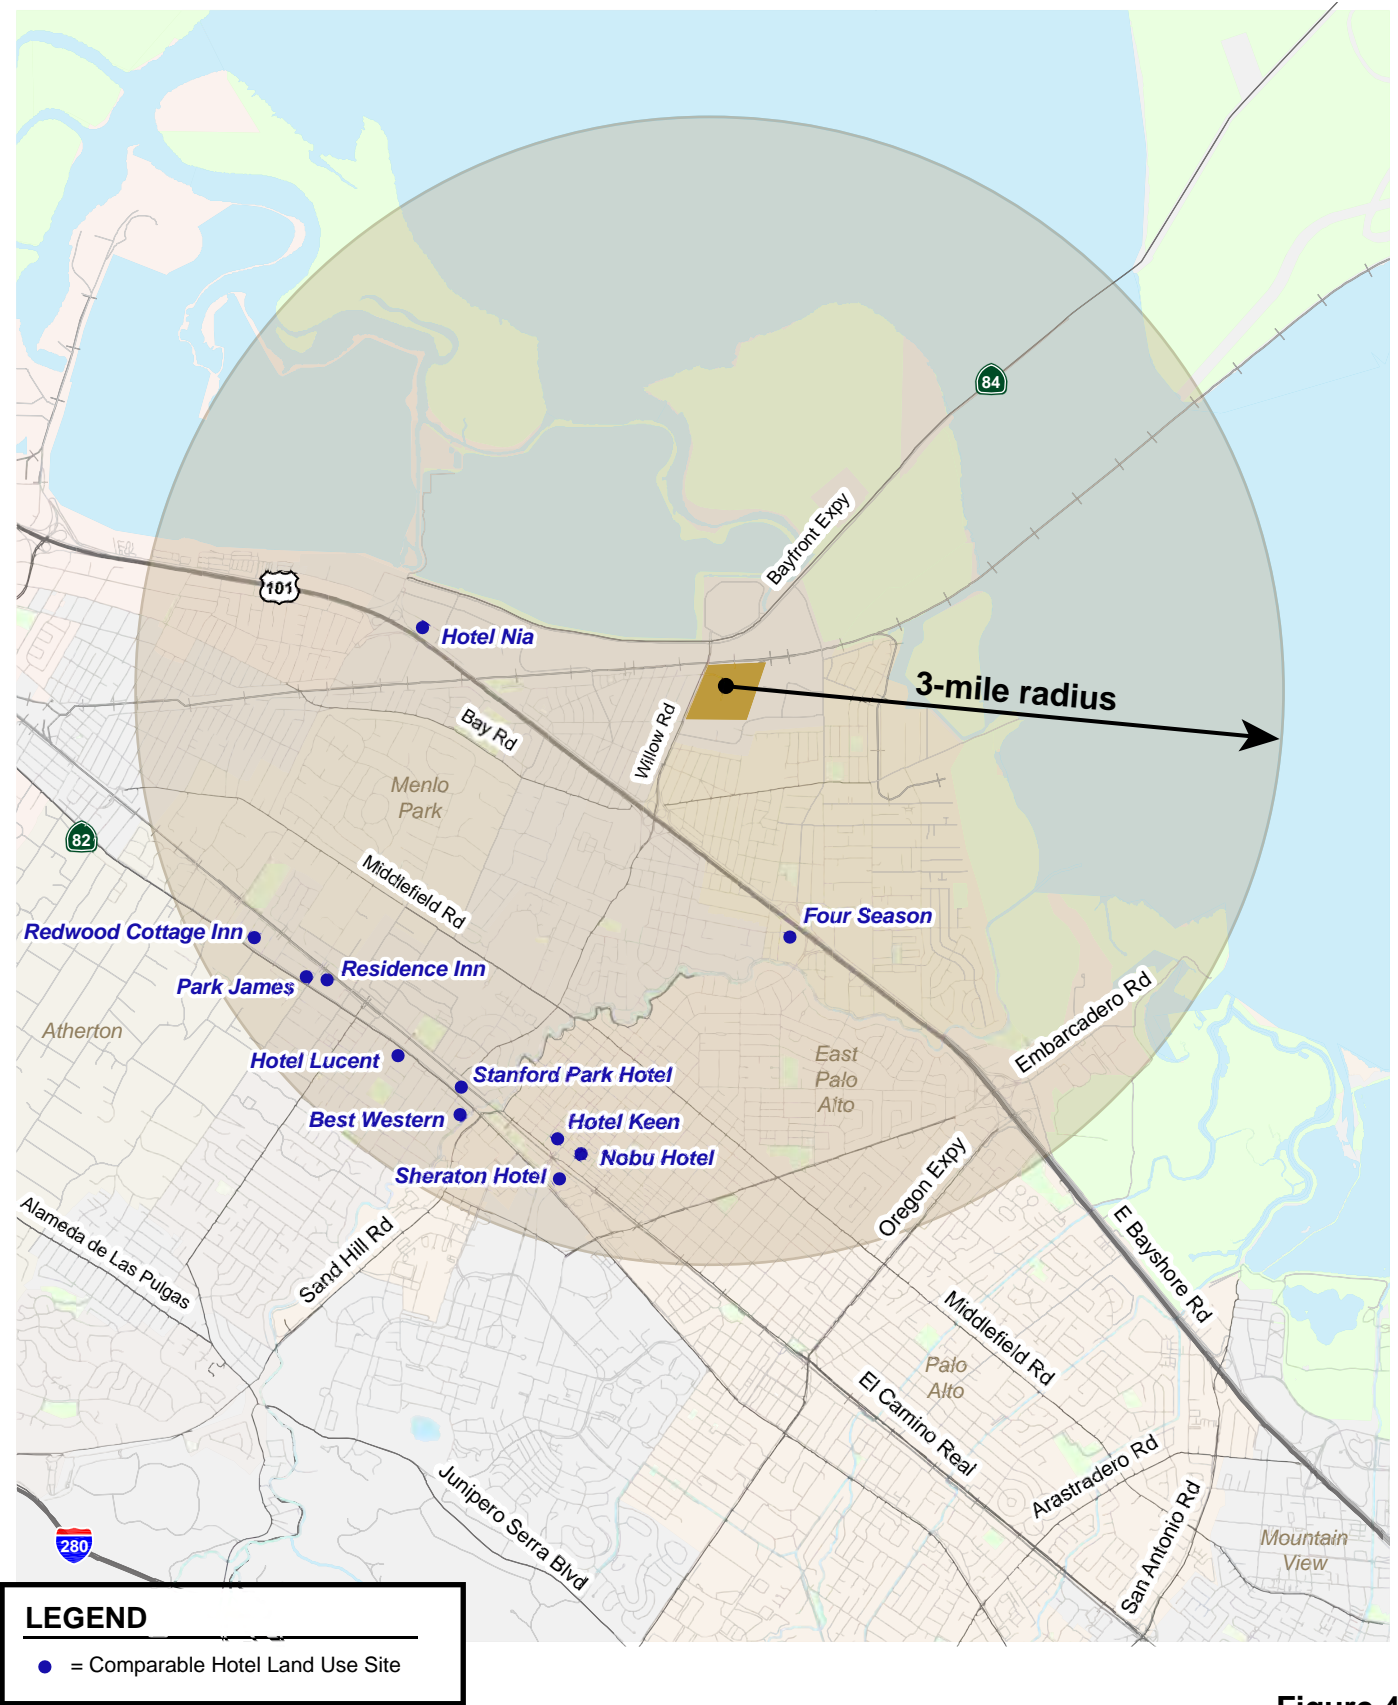 84
Bayfront Expy
101
Hotel Nia
3-mile radius
Willow Rd
Bay Rd
Menlo
Park
82
Middlefield Rd
Four Season
Redwood Cottage Inn
Residence Inn
Park James
Embarcadero Rd
Atherton
Hotel Lucent
East
Palo
Alto
Stanford Park Hotel
Best Western
Hotel Keen
Nobu Hotel
Sheraton Hotel
Oregon Expy
Alameda de Las Pulgas
Sand Hill Rd
E Bayshore Rd
Middlefield Rd
Palo
Alto
El Camino Real
Arastradero Rd
Junipero Serra Blvd
San Antonio Rd
Mountain
View
280
LEGEND
= Comparable Hotel Land Use Site
Figure 4